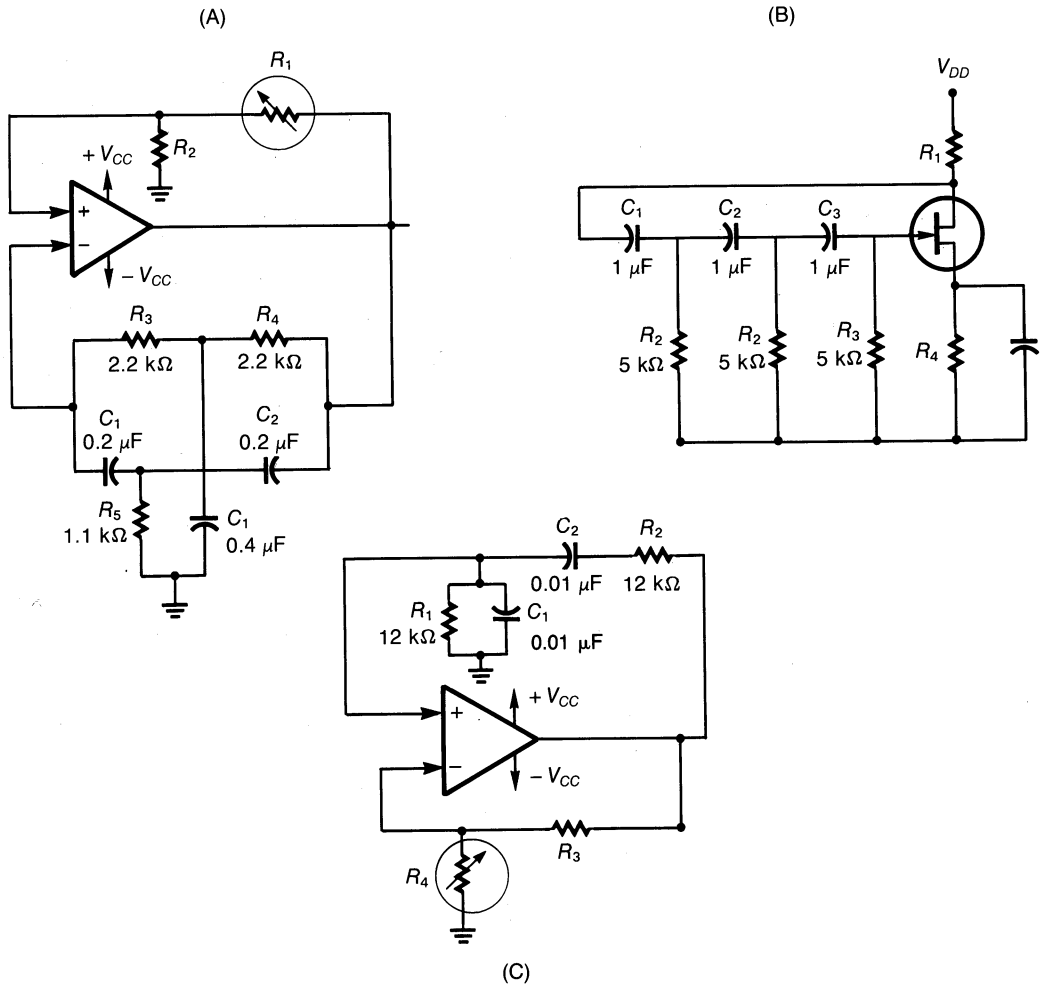 (A)
R1
R2
+ VCC
+
−
− VCC
R3
2.2 kΩ
R4
2.2 kΩ
C1
0.2 µF
C2
0.2 µF
R5
1.1 kΩ
C1
0.4 µF
(B)
VDD
R1
C1
1 µF
C2
1 µF
C3
1 µF
R2
5 kΩ
R2
5 kΩ
R3
5 kΩ
R4
C2
0.01 µF
R2
12 kΩ
R1
12 kΩ
C1
0.01 µF
+ VCC
+
−
− VCC
R3
R4
(C)